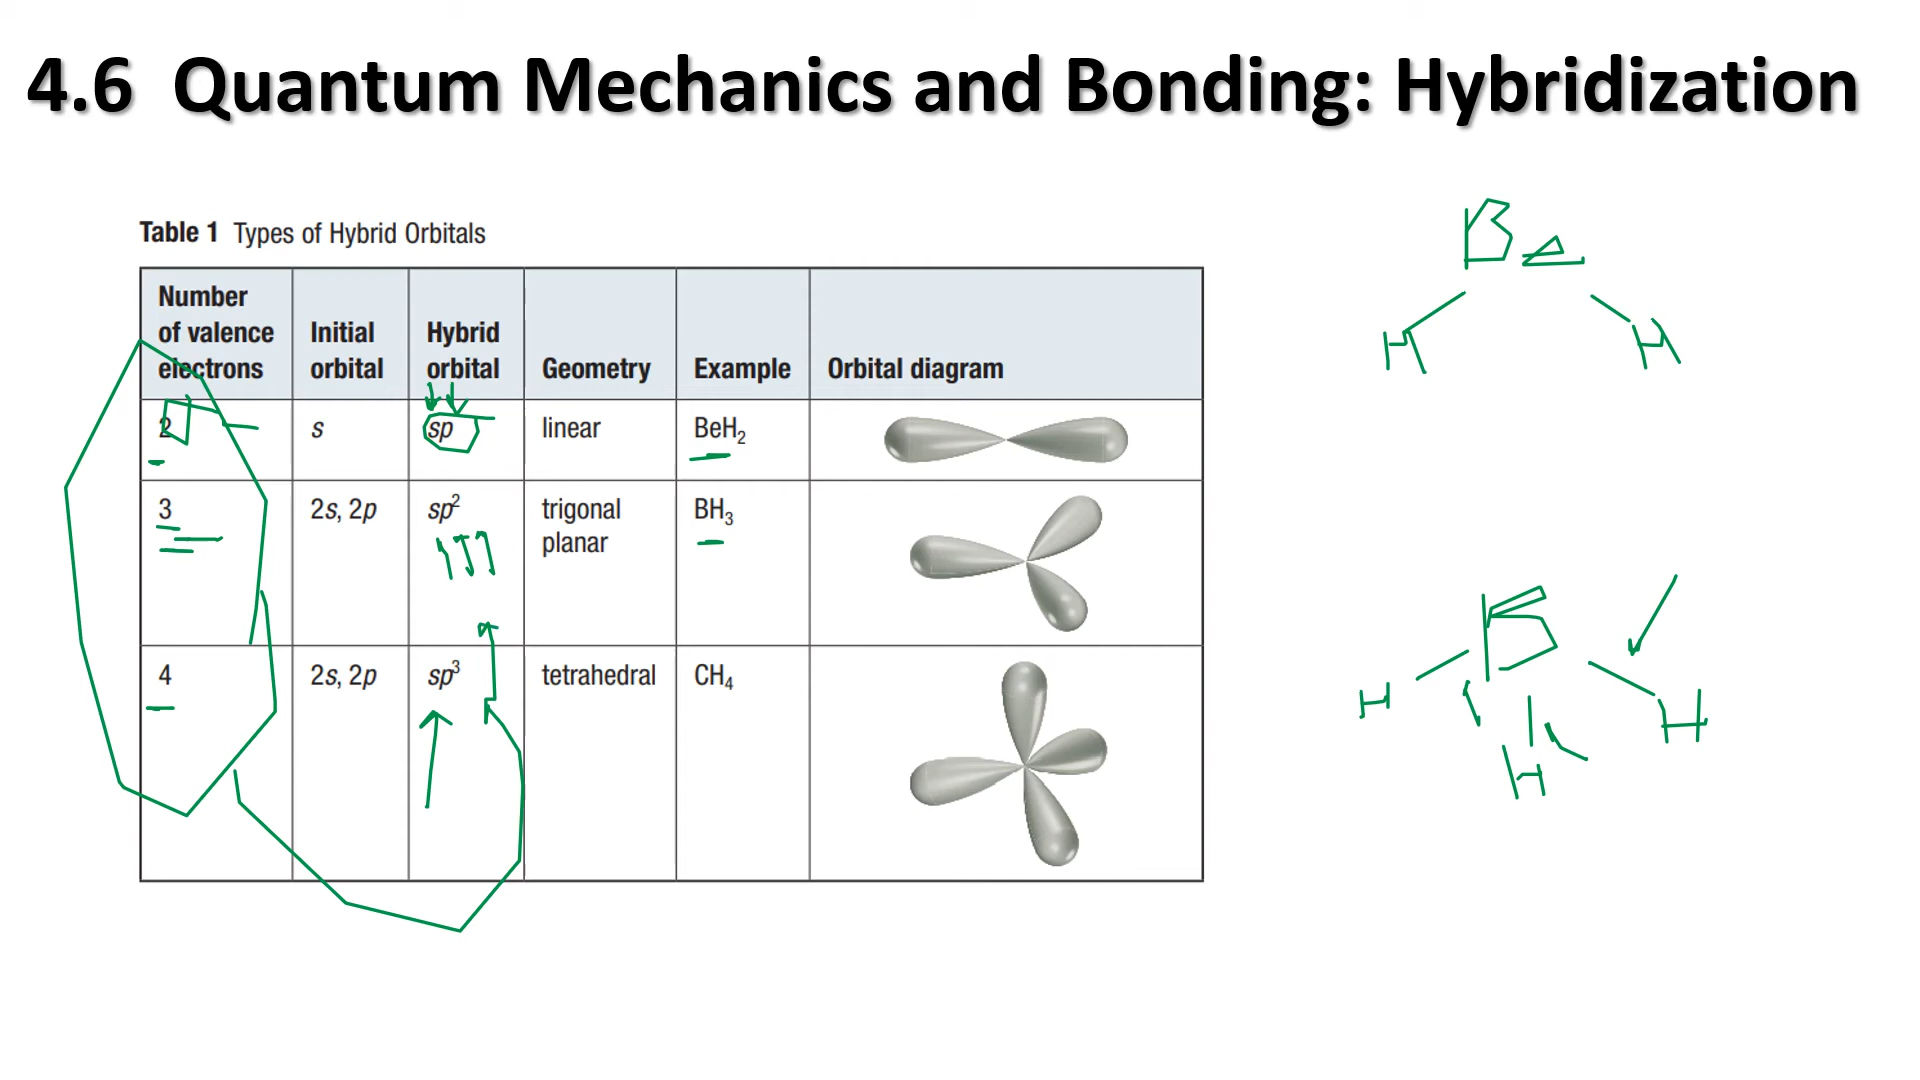 4.6 Quantum Mechanics and Bonding: Hybridization
Table 1 Types of Hybrid Orbitals
Number of valence electrons Initial orbital Hybrid orbital Geometry Example Orbital diagram
2 s sp linear BeH₂
3 2s, 2p sp² trigonal planar BH₃
4 2s, 2p sp³ tetrahedral CH₄
Be
H H
B
H H
H